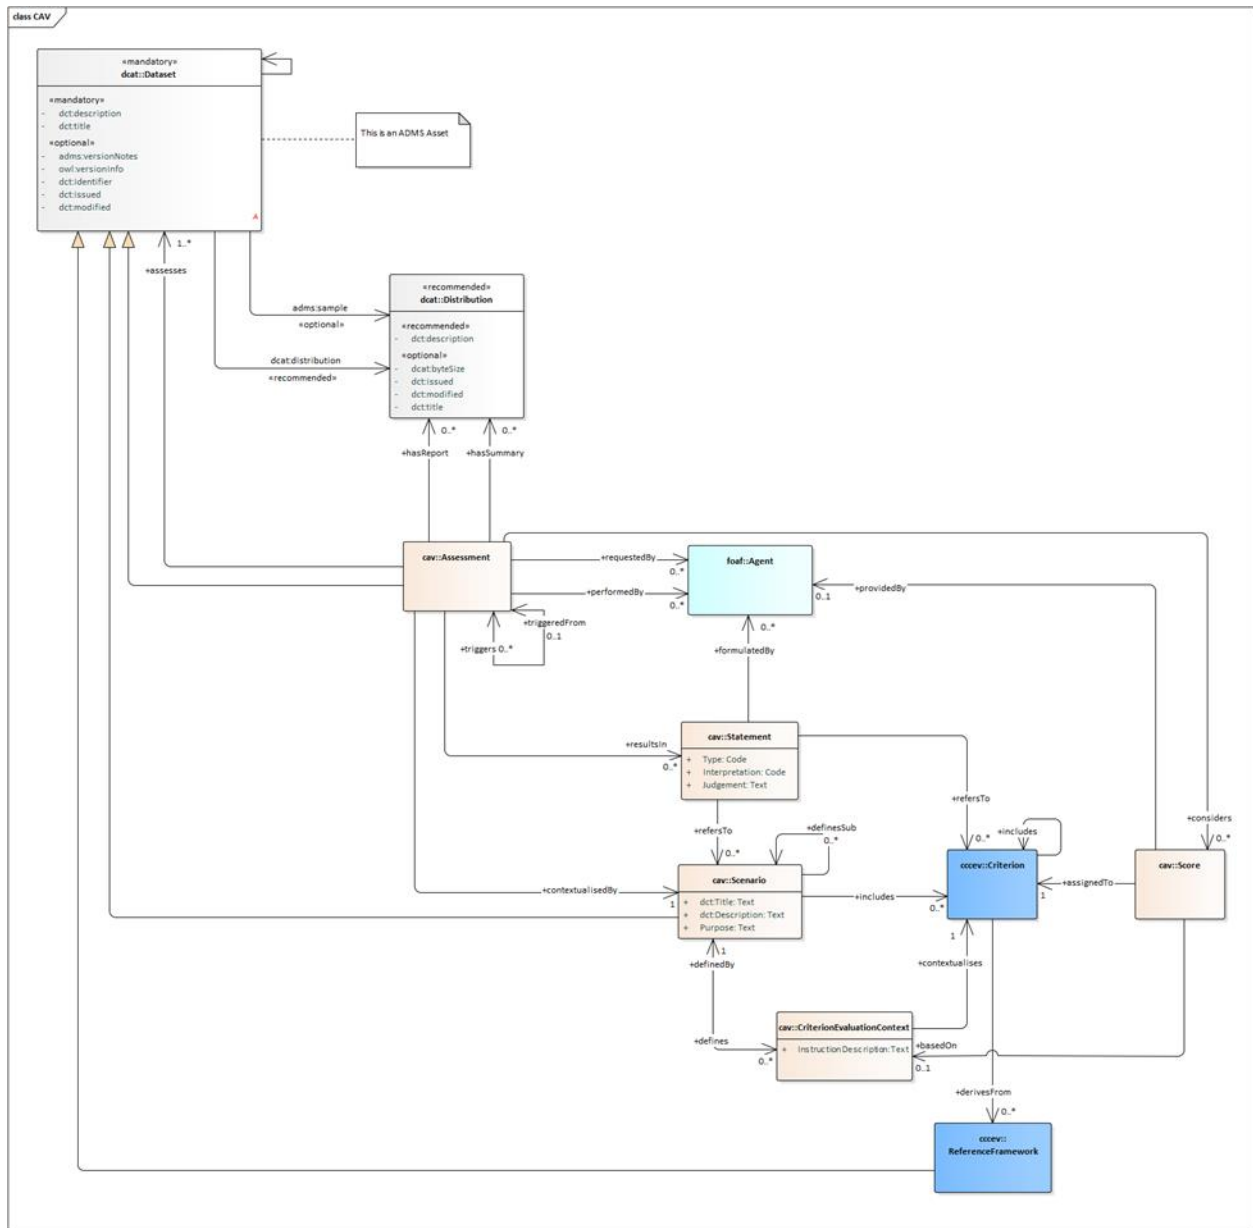 class CAV
«mandatory»
dcat::Dataset
«mandatory»
- dct:description
- dct:title
«optional»
- adms:versionNotes
- owl:versionInfo
- dct:identifier
- dct:issued
- dct:modified
A
This is an ADMS Asset
1..*
+assesses
«recommended»
dcat::Distribution
«recommended»
- dct:description
«optional»
- dcat:byteSize
- dct:issued
- dct:modified
- dct:title
adms:sample
«optional»
dcat:distribution
«recommended»
0..*
0..*
+hasReport
+hasSummary
cav::Assessment
+requestedBy
0..*
foaf::Agent
+performedBy
0..*
0..1
+providedBy
+triggeredFrom
0..1
+triggers 0..*
0..*
+formulatedBy
cav::Statement
+ Type: Code
+ Interpretation: Code
+ Judgement: Text
+resultsIn
0..*
+refersTo
0..*
+refersTo
0..*
+definesSub
0..*
+includes
+considers
0..*
cav::Scenario
+ dct:Title: Text
+ dct:Description: Text
+ Purpose: Text
+contextualisedBy
1
+includes
0..*
cccev::Criterion
+assignedTo
1
cav::Score
1
+definedBy
1
+contextualises
cav::CriterionEvaluationContext
+ InstructionDescription:Text
+defines
0..*
+basedOn
0..1
+derivesFrom
0..*
cccev::
ReferenceFramework